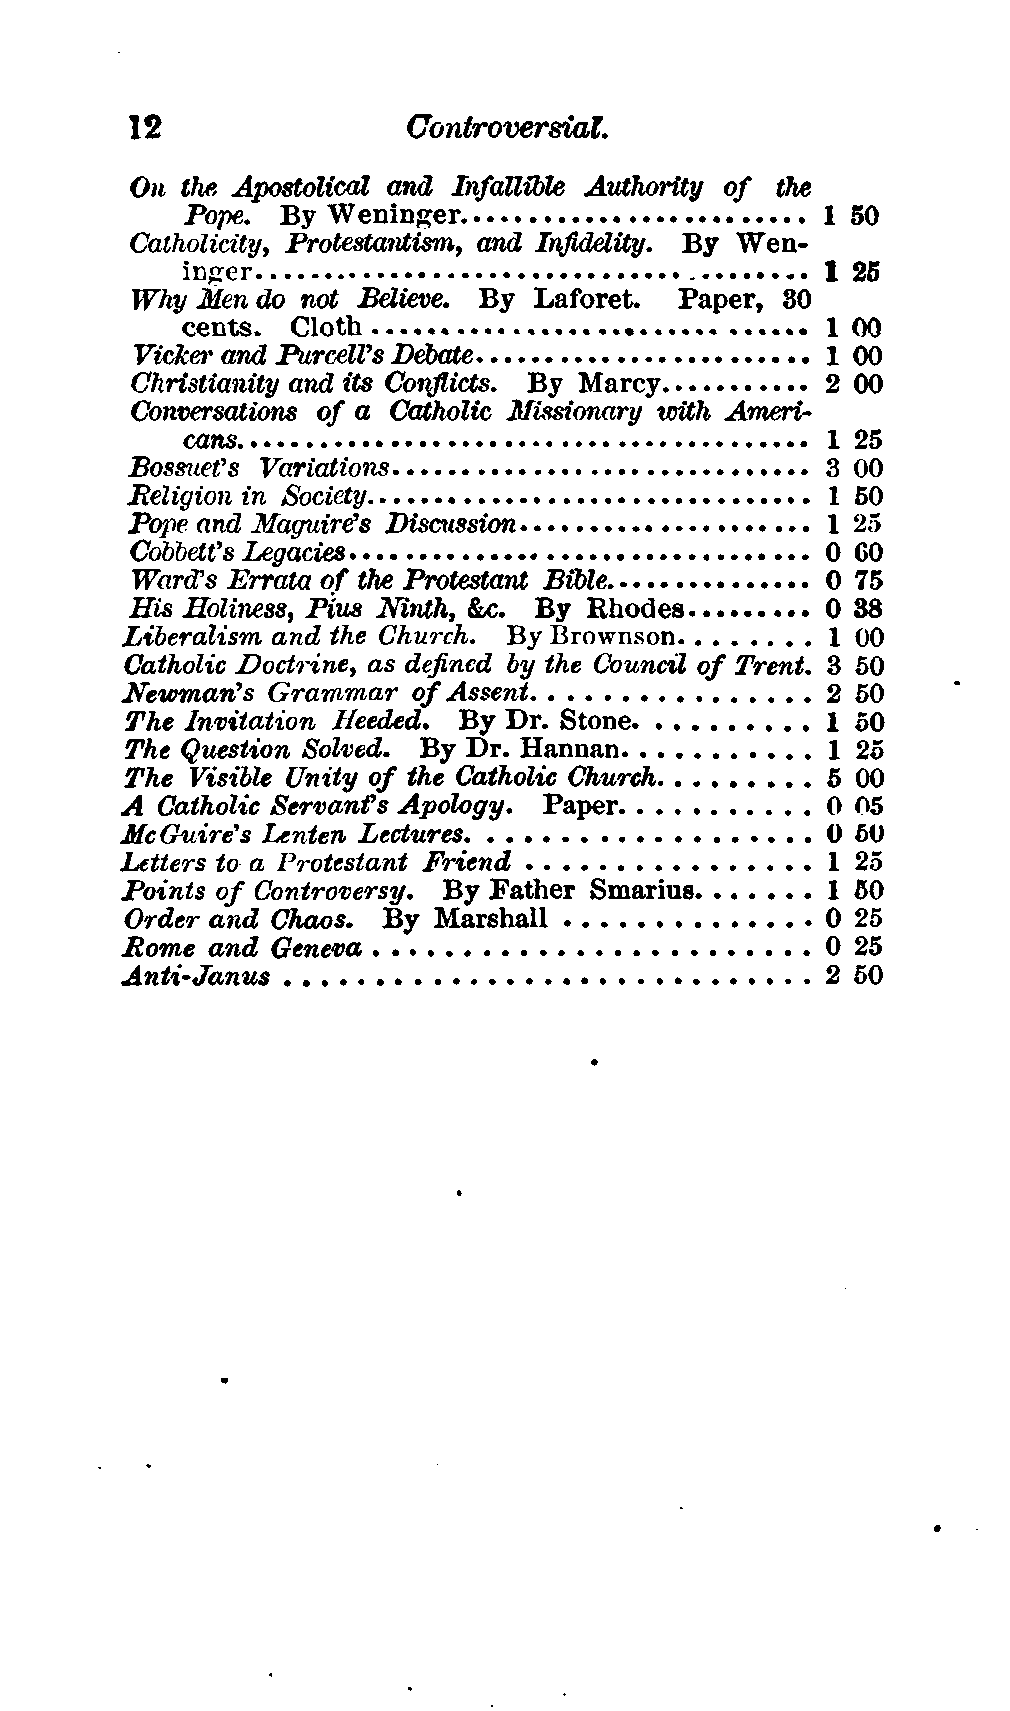 12 Controversial.
On the Apostolical and Infallible Authority of the
Pope. By Weninger......................... 1 50
Catholicity, Protestantism, and Infidelity. By Wen-
inger....................................... 1 25
Why Men do not Believe. By Laforet. Paper, 30
cents. Cloth ............................... 1 00
Vicker and Purcell's Debate........................ 1 00
Christianity and its Conflicts. By Marcy........... 2 00
Conversations of a Catholic Missionary with Ameri-
cans......................................... 1 25
Bossuet's Variations.............................. 3 00
Religion in Society................................ 1 50
Pope and Maguire's Discussion..................... 1 25
Cobbett's Legacies................................. 0 60
Ward's Errata of the Protestant Bible............... 0 75
His Holiness, Pius Ninth, &c. By Rhodes......... 0 38
Liberalism and the Church. By Brownson........ 1 00
Catholic Doctrine, as defined by the Council of Trent. 3 50
Newman's Grammar of Assent................ 2 50
The Invitation Heeded. By Dr. Stone.......... 1 50
The Question Solved. By Dr. Hannan........... 1 25
The Visible Unity of the Catholic Church......... 5 00
A Catholic Servant's Apology. Paper........... 0 05
McGuire's Lenten Lectures................... 0 50
Letters to a Protestant Friend ................ 1 25
Points of Controversy. By Father Smarius....... 1 50
Order and Chaos. By Marshall .............. 0 25
Rome and Geneva ........................ 0 25
Anti-Janus ............................. 2 50